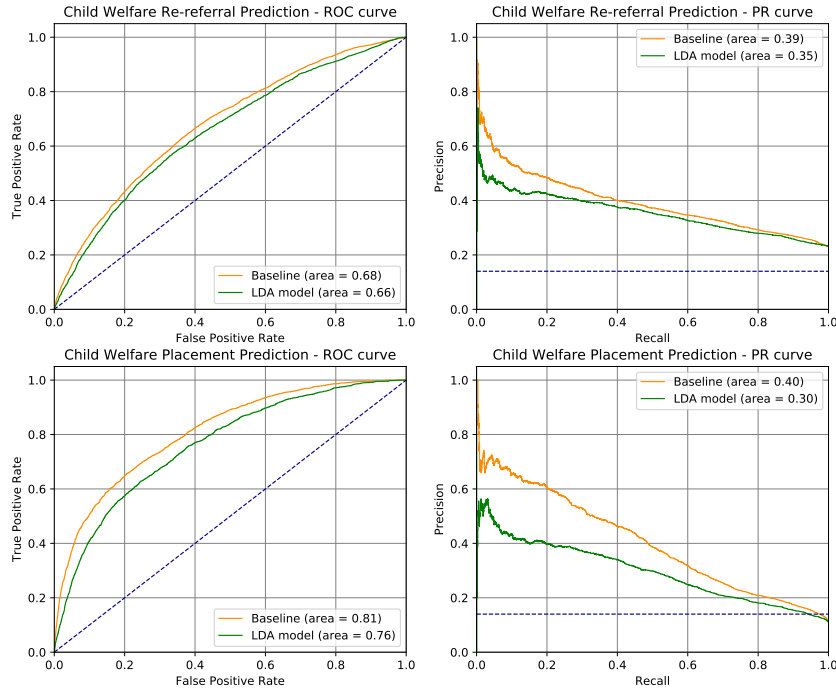 Child Welfare Re-referral Prediction - ROC curve
True Positive Rate
1.0
0.8
0.6
0.4
0.2
0.0
Baseline (area = 0.68)
LDA model (area = 0.66)
0.0 0.2 0.4 0.6 0.8 1.0
False Positive Rate
Child Welfare Re-referral Prediction - PR curve
Precision
1.0
0.8
0.6
0.4
0.2
0.0
Baseline (area = 0.39)
LDA model (area = 0.35)
0.0 0.2 0.4 0.6 0.8 1.0
Recall
Child Welfare Placement Prediction - ROC curve
True Positive Rate
1.0
0.8
0.6
0.4
0.2
0.0
Baseline (area = 0.81)
LDA model (area = 0.76)
0.0 0.2 0.4 0.6 0.8 1.0
False Positive Rate
Child Welfare Placement Prediction - PR curve
Precision
1.0
0.8
0.6
0.4
0.2
0.0
Baseline (area = 0.40)
LDA model (area = 0.30)
0.0 0.2 0.4 0.6 0.8 1.0
Recall